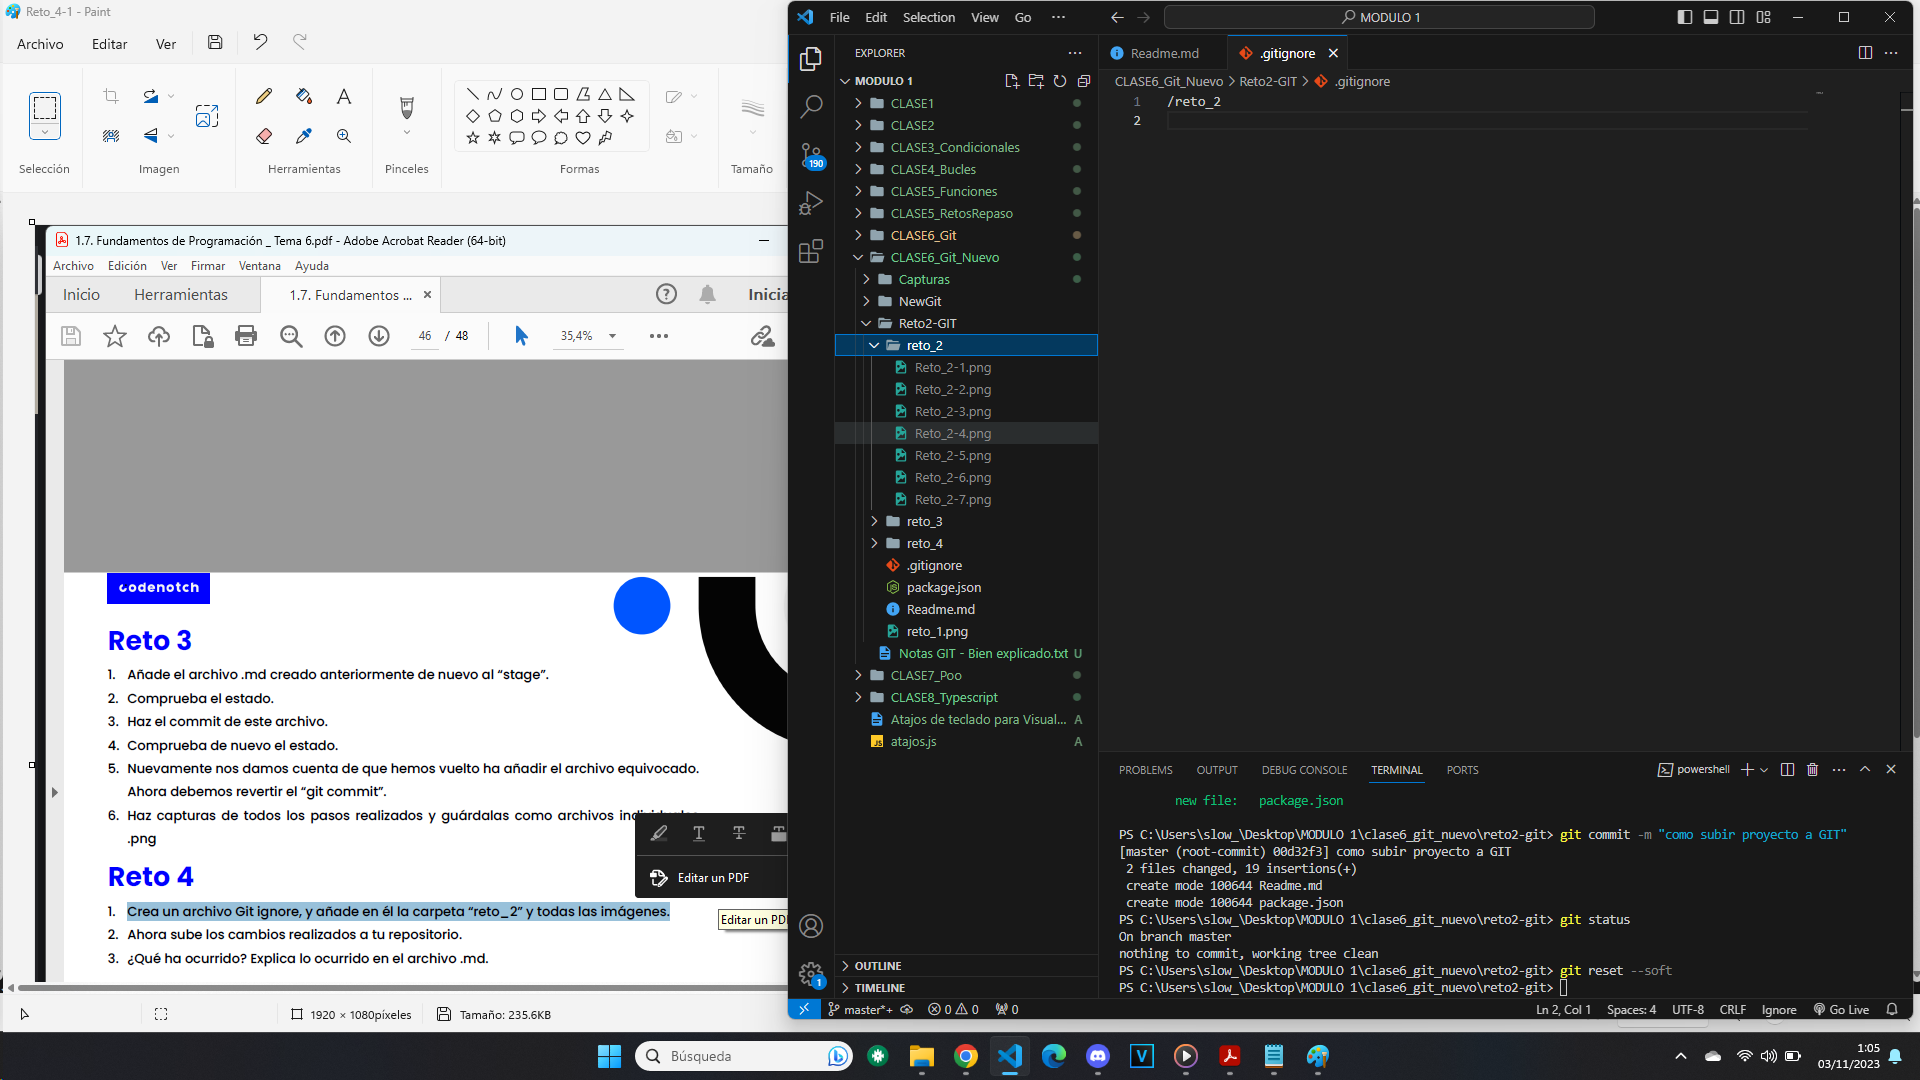 Reto_4-1 - Paint
Archivo Editar Ver
Selección Imagen Herramientas Pinceles Formas Tamaño
1.7. Fundamentos de Programación _ Tema 6.pdf - Adobe Acrobat Reader (64-bit)
Archivo Edición Ver Firmar Ventana Ayuda
Inicio Herramientas 1.7. Fundamentos ... Inicia
46 / 48 35,4%
codenotch
Reto 3
1. Añade el archivo .md creado anteriormente de nuevo al “stage”.
2. Comprueba el estado.
3. Haz el commit de este archivo.
4. Comprueba de nuevo el estado.
5. Nuevamente nos damos cuenta de que hemos vuelto ha añadir el archivo equivocado.
Ahora debemos revertir el “git commit”.
6. Haz capturas de todos los pasos realizados y guárdalas como archivos individuales
.png
Editar un PDF
Reto 4
1. Crea un archivo Git ignore, y añade en él la carpeta “reto_2” y todas las imágenes.
Editar un PDF
2. Ahora sube los cambios realizados a tu repositorio.
3. ¿Qué ha ocurrido? Explica lo ocurrido en el archivo .md.
1920 × 1080píxeles Tamaño: 235.6KB
File Edit Selection View Go ··· MODULO 1
190
1
EXPLORER
MODULO 1
CLASE1
CLASE2
CLASE3_Condicionales
CLASE4_Bucles
CLASE5_Funciones
CLASE5_RetosRepaso
CLASE6_Git
CLASE6_Git_Nuevo
Capturas
NewGit
Reto2-GIT
reto_2
Reto_2-1.png
Reto_2-2.png
Reto_2-3.png
Reto_2-4.png
Reto_2-5.png
Reto_2-6.png
Reto_2-7.png
reto_3
reto_4
.gitignore
package.json
Readme.md
reto_1.png
Notas GIT - Bien explicado.txt U
CLASE7_Poo
CLASE8_Typescript
Atajos de teclado para Visual... A
JS atajos.js A
OUTLINE
TIMELINE
Readme.md .gitignore
CLASE6_Git_Nuevo > Reto2-GIT > .gitignore
1 /reto_2
2
PROBLEMS OUTPUT DEBUG CONSOLE TERMINAL PORTS powershell
new file: package.json
PS C:\Users\slow_\Desktop\MODULO 1\clase6_git_nuevo\reto2-git> git commit -m "como subir proyecto a GIT"
[master (root-commit) 00d32f3] como subir proyecto a GIT
2 files changed, 19 insertions(+)
create mode 100644 Readme.md
create mode 100644 package.json
PS C:\Users\slow_\Desktop\MODULO 1\clase6_git_nuevo\reto2-git> git status
On branch master
nothing to commit, working tree clean
PS C:\Users\slow_\Desktop\MODULO 1\clase6_git_nuevo\reto2-git> git reset --soft
PS C:\Users\slow_\Desktop\MODULO 1\clase6_git_nuevo\reto2-git>
master*+ 0 0 0 Ln 2, Col 1 Spaces: 4 UTF-8 CRLF Ignore Go Live
Búsqueda
1:05
03/11/2023